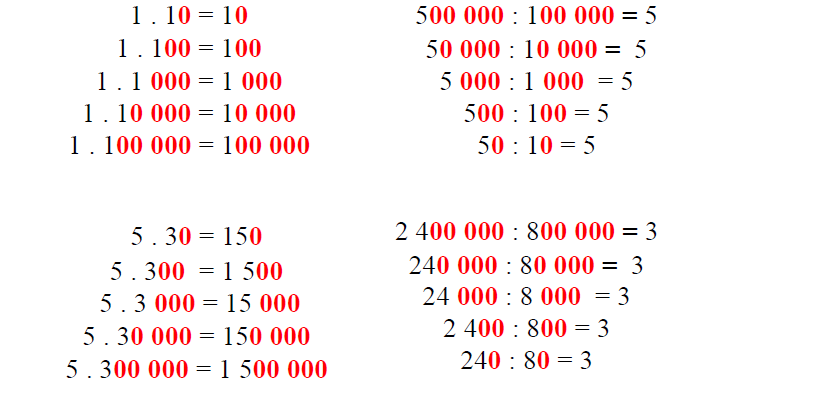 1 . 10 = 10
1 . 100 = 100
1 . 1 000 = 1 000
1 . 10 000 = 10 000
1 . 100 000 = 100 000
500 000 : 100 000 = 5
50 000 : 10 000 = 5
5 000 : 1 000 = 5
500 : 100 = 5
50 : 10 = 5
5 . 30 = 150
5 . 300 = 1 500
5 . 3 000 = 15 000
5 . 30 000 = 150 000
5 . 300 000 = 1 500 000
2 400 000 : 800 000 = 3
240 000 : 80 000 = 3
24 000 : 8 000 = 3
2 400 : 800 = 3
240 : 80 = 3